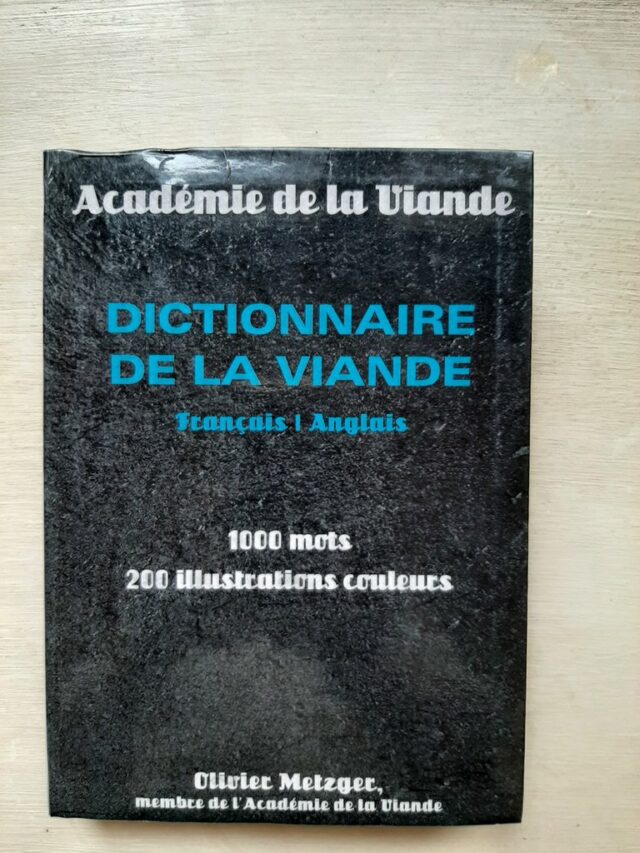 Académie de la Viande
DICTIONNAIRE
DE LA VIANDE
Français | Anglais
1000 mots
200 illustrations couleurs
Olivier Metzger,
membre de l'Académie de la Viande